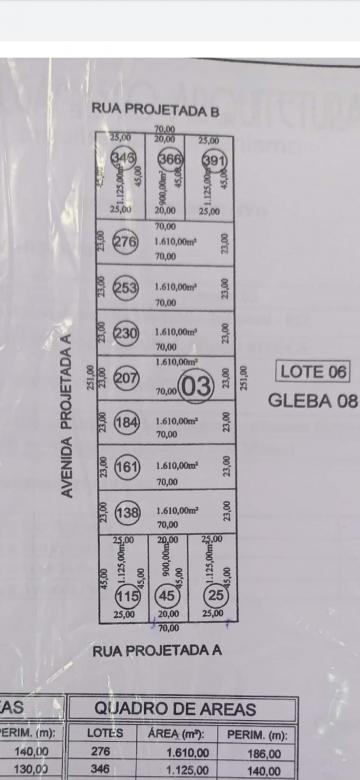 RUA PROJETADA B
70,00
25,00 20,00 25,00
346 366 391
45,00 1.125,00m² 45,00 900,00m² 45,00 1.125,00m² 45,00
25,00 20,00 25,00
70,00
23,00 276 1.610,00m² 23,00
70,00
23,00 253 1.610,00m² 23,00
70,00
23,00 230 1.610,00m² 23,00
70,00
1.610,00m²
23,00 207 70,00 03 23,00
251,00
251,00
AVENIDA PROJETADA A
LOTE 06
GLEBA 08
23,00 184 1.610,00m² 23,00
70,00
23,00 161 1.610,00m² 23,00
70,00
23,00 138 1.610,00m² 23,00
70,00
25,00 20,00 25,00
45,00 1.125,00m² 45,00 900,00m² 45,00 1.125,00m² 45,00
115 45 25
25,00 20,00 25,00
70,00
RUA PROJETADA A
AS QUADRO DE AREAS
PERIM. (m): LOTES ÁREA (m²): PERIM. (m):
140,00 276 1.610,00 186,00
130,00 346 1.125,00 140,00